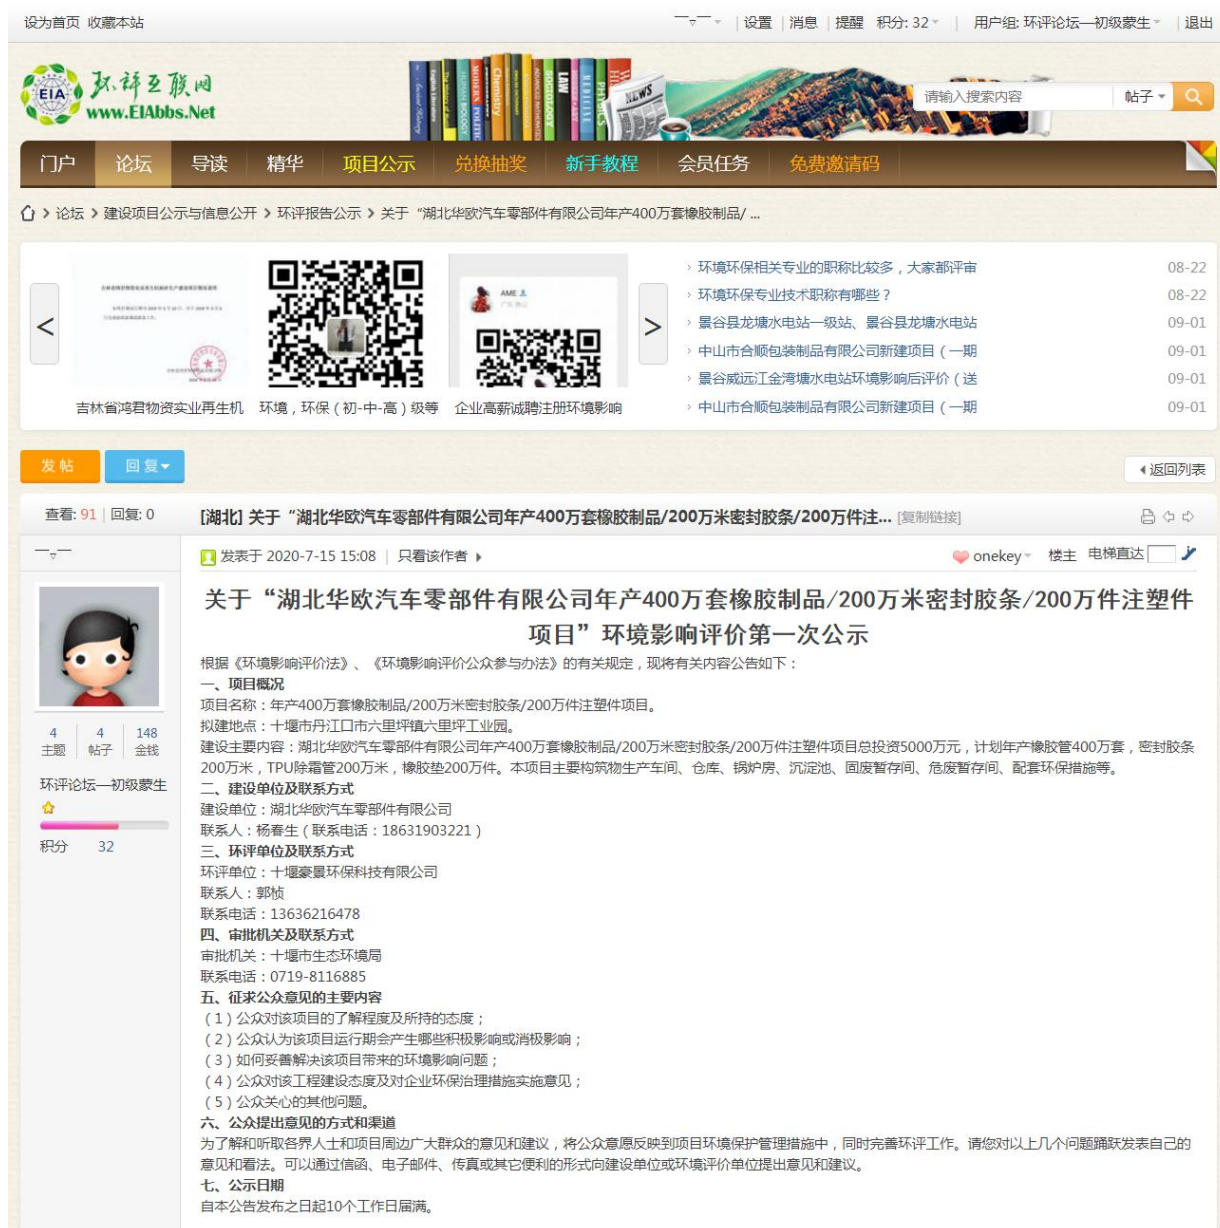 设为首页 收藏本站
设置 | 消息 | 提醒 积分: 32 | 用户组: 环评论坛—初级蒙生 | 退出
EIA 环评互联网
www.EIAbbs.Net
Chemistry
LAW
NEWS
请输入搜索内容 帖子
门户 论坛 导读 精华 项目公示 兑换抽奖 新手教程 会员任务 免费邀请码
> 论坛 > 建设项目公示与信息公开 > 环评报告公示 > 关于“湖北华欧汽车零部件有限公司年产400万套橡胶制品/ ...
AME
环境环保相关专业的职称比较多，大家都评审 08-22
环境环保专业技术职称有哪些？ 08-22
景谷县龙塘水电站一级站、景谷县龙塘水电站 09-01
中山市合顺包装制品有限公司新建项目（一期 09-01
景谷威远江金湾塘水电站环境影响后评价（送 09-01
中山市合顺包装制品有限公司新建项目（一期 09-01
< >
吉林省鸿君物资实业再生机 环境，环保（初-中-高）级等 企业高薪诚聘注册环境影响
发帖 回复 返回列表
查看: 91 | 回复: 0
[湖北] 关于“湖北华欧汽车零部件有限公司年产400万套橡胶制品/200万米密封胶条/200万件注... [复制链接]
发表于 2020-7-15 15:08 | 只看该作者
onekey 楼主 电梯直达
4 4 148
主题 帖子 金钱
环评论坛—初级蒙生
积分 32
关于“湖北华欧汽车零部件有限公司年产400万套橡胶制品/200万米密封胶条/200万件注塑件
项目”环境影响评价第一次公示
根据《环境影响评价法》、《环境影响评价公众参与办法》的有关规定，现将有关内容公告如下：
一、项目概况
项目名称：年产400万套橡胶制品/200万米密封胶条/200万件注塑件项目。
拟建地点：十堰市丹江口市六里坪镇六里坪工业园。
建设主要内容：湖北华欧汽车零部件有限公司年产400万套橡胶制品/200万米密封胶条/200万件注塑件项目总投资5000万元，计划年产橡胶管400万套，密封胶条
200万米，TPU除霜管200万米，橡胶垫200万件。本项目主要构筑物生产车间、仓库、锅炉房、沉淀池、固废暂存间、危废暂存间、配套环保措施等。
二、建设单位及联系方式
建设单位：湖北华欧汽车零部件有限公司
联系人：杨春生（联系电话：18631903221）
三、环评单位及联系方式
环评单位：十堰豪景环保科技有限公司
联系人：郭桢
联系电话：13636216478
四、审批机关及联系方式
审批机关：十堰市生态环境局
联系电话：0719-8116885
五、征求公众意见的主要内容
（1）公众对该项目的了解程度及所持的态度；
（2）公众认为该项目运行期会产生哪些积极影响或消极影响；
（3）如何妥善解决该项目带来的环境影响问题；
（4）公众对该工程建设态度及对企业环保治理措施实施意见；
（5）公众关心的其他问题。
六、公众提出意见的方式和渠道
为了解和听取各界人士和项目周边广大群众的意见和建议，将公众意愿反映到项目环境保护管理措施中，同时完善环评工作。请您对以上几个问题踊跃发表自己的
意见和看法。可以通过信函、电子邮件、传真或其它便利的形式向建设单位或环境评价单位提出意见和建议。
七、公示日期
自本公告发布之日起10个工作日届满。